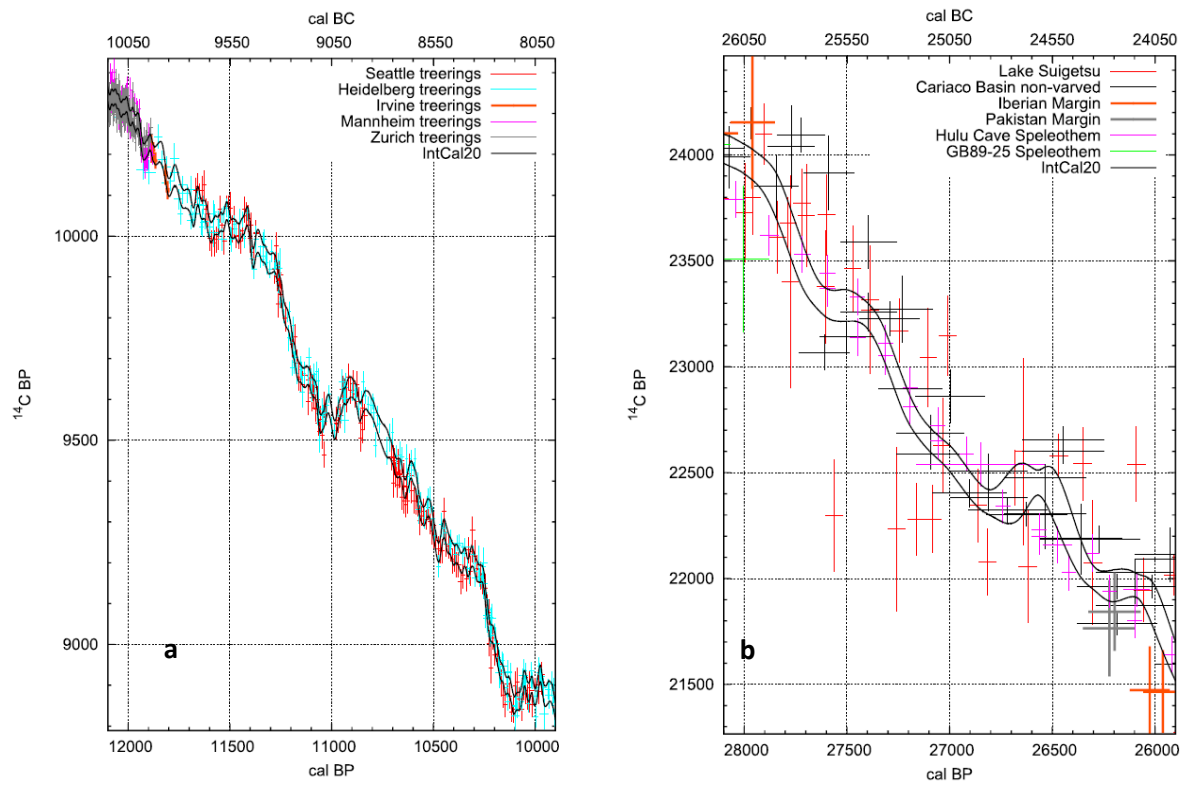 cal BC
10050 9550 9050 8550 8050
Seattle treerings
Heidelberg treerings
Irvine treerings
Mannheim treerings
Zurich treerings
IntCal20
10000
9500
9000
¹⁴C BP
a
12000 11500 11000 10500 10000
cal BP
cal BC
26050 25550 25050 24550 24050
Lake Suigetsu
Cariaco Basin non-varved
Iberian Margin
Pakistan Margin
Hulu Cave Speleothem
GB89-25 Speleothem
IntCal20
24000
23500
23000
22500
22000
21500
¹⁴C BP
b
28000 27500 27000 26500 26000
cal BP